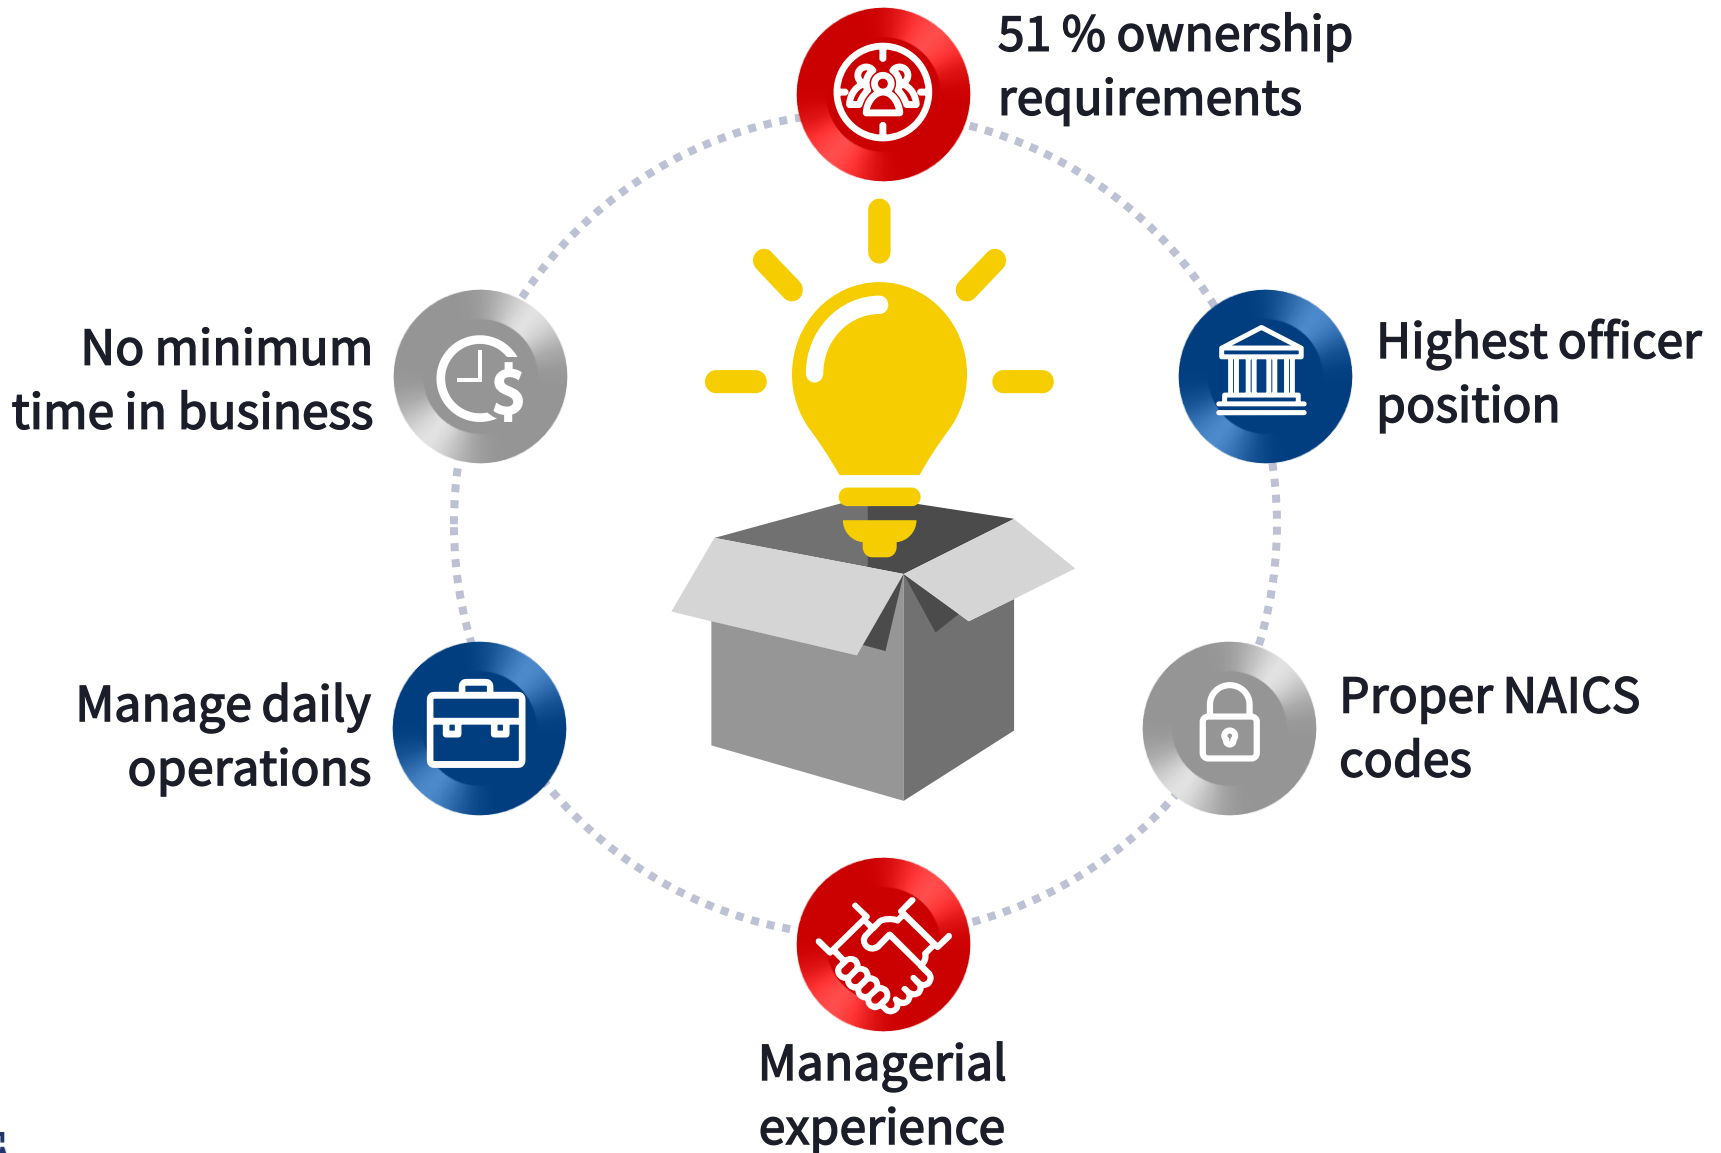 51 % ownership
requirements
Highest officer
position
Proper NAICS
codes
Managerial
experience
Manage daily
operations
No minimum
time in business
$